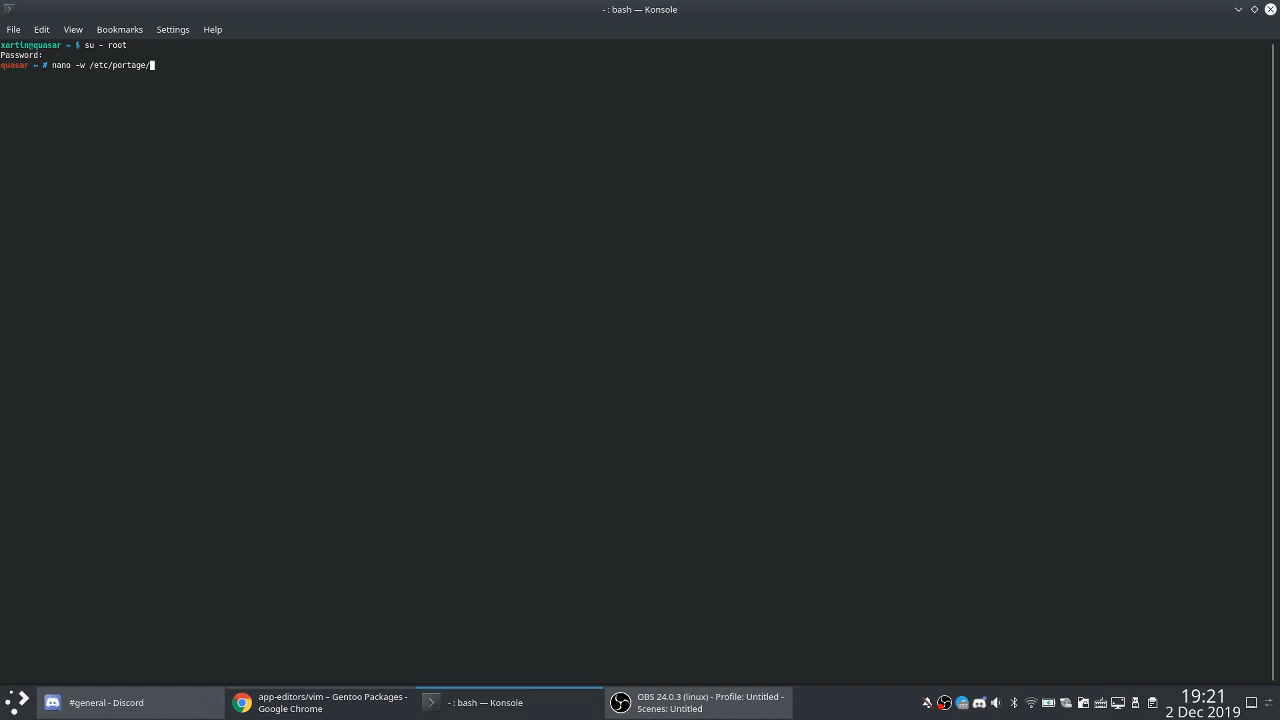 - : bash — Konsole
File Edit View Bookmarks Settings Help
xartin@quasar ~ $ su - root
Password:
quasar ~ # nano -w /etc/portage/
#general - Discord
app-editors/vim – Gentoo Packages -
Google Chrome
- : bash — Konsole
OBS 24.0.3 (linux) - Profile: Untitled -
Scenes: Untitled
19:21
2 Dec 2019